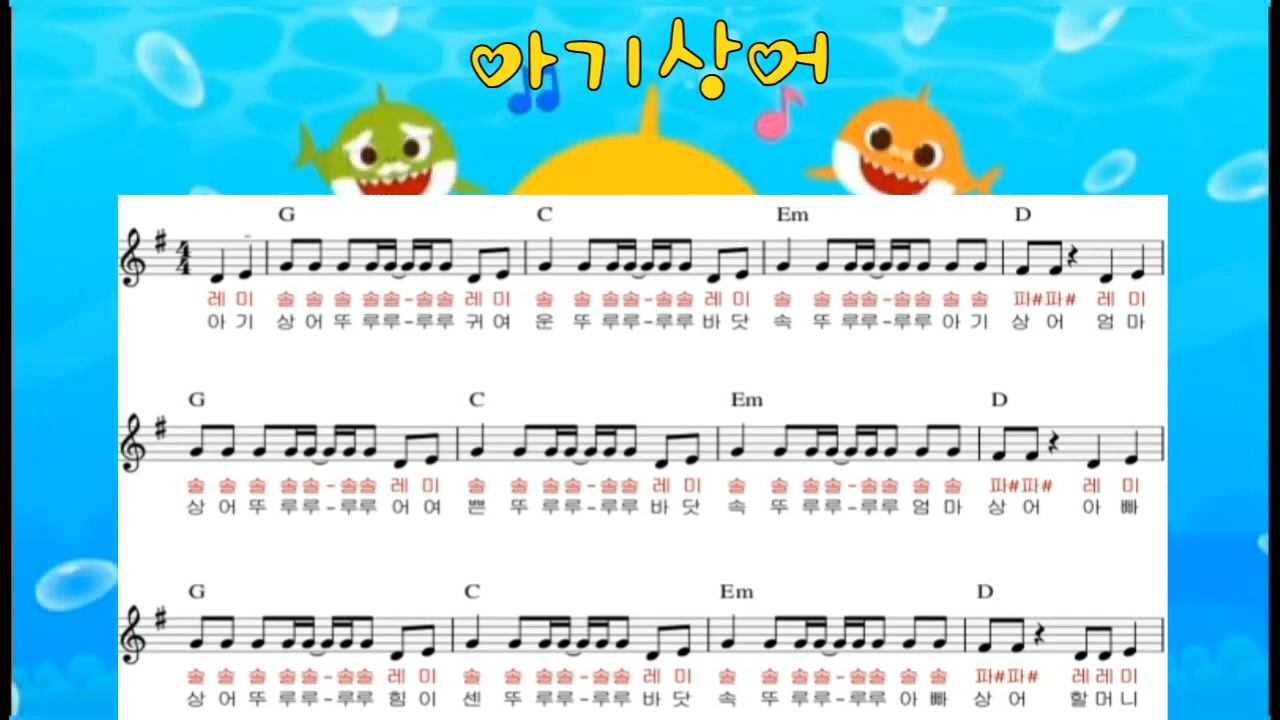 아기상어
G C Em D
4
4
레 미 솔 솔 솔 솔솔-솔솔 레 미 솔 솔 솔솔-솔솔 레 미 솔 솔 솔솔-솔솔 솔 솔 파#파# 레 미
아 기 상 어 뚜 루루-루루 귀 여 운 뚜 루루-루루 바 닷 속 뚜 루루-루루 아 기 상 어 엄 마
G C Em D
솔 솔 솔 솔솔-솔솔 레 미 솔 솔 솔솔-솔솔 레 미 솔 솔 솔솔-솔솔 솔 솔 파#파# 레 미
상 어 뚜 루루-루루 어 여 쁜 뚜 루루-루루 바 닷 속 뚜 루루-루루 엄 마 상 어 아 빠
G C Em D
솔 솔 솔 솔솔-솔솔 레 미 솔 솔 솔솔-솔솔 레 미 솔 솔 솔솔-솔솔 솔 솔 파#파# 레레미
상 어 뚜 루루-루루 힘 이 센 뚜 루루-루루 바 닷 속 뚜 루루-루루 아 빠 상 어 할머니